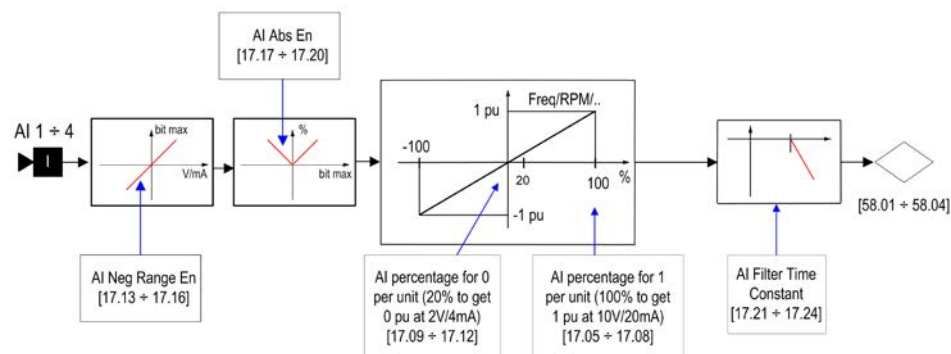 AI Abs En
[17.17 ÷ 17.20]
AI 1 ÷ 4
I
bit max
V/mA
%
bit max
Freq/RPM/..
1 pu
-100
20
100
%
-1 pu
[58.01 ÷ 58.04]
AI Neg Range En
[17.13 ÷ 17.16]
AI percentage for 0
per unit (20% to get
0 pu at 2V/4mA)
[17.09 ÷ 17.12]
AI percentage for 1
per unit (100% to get
1 pu at 10V/20mA)
[17.05 ÷ 17.08]
AI Filter Time
Constant
[17.21 ÷ 17.24]